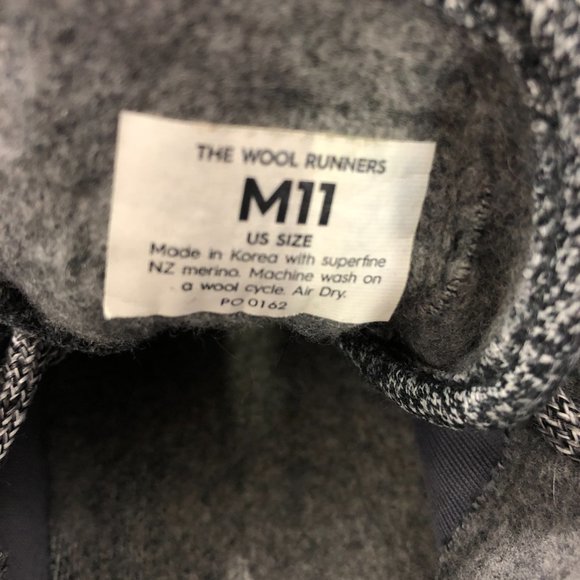 THE WOOL RUNNERS
M11
US SIZE
Made in Korea with superfine
NZ merino. Machine wash on
a wool cycle. Air Dry.
PO 0162